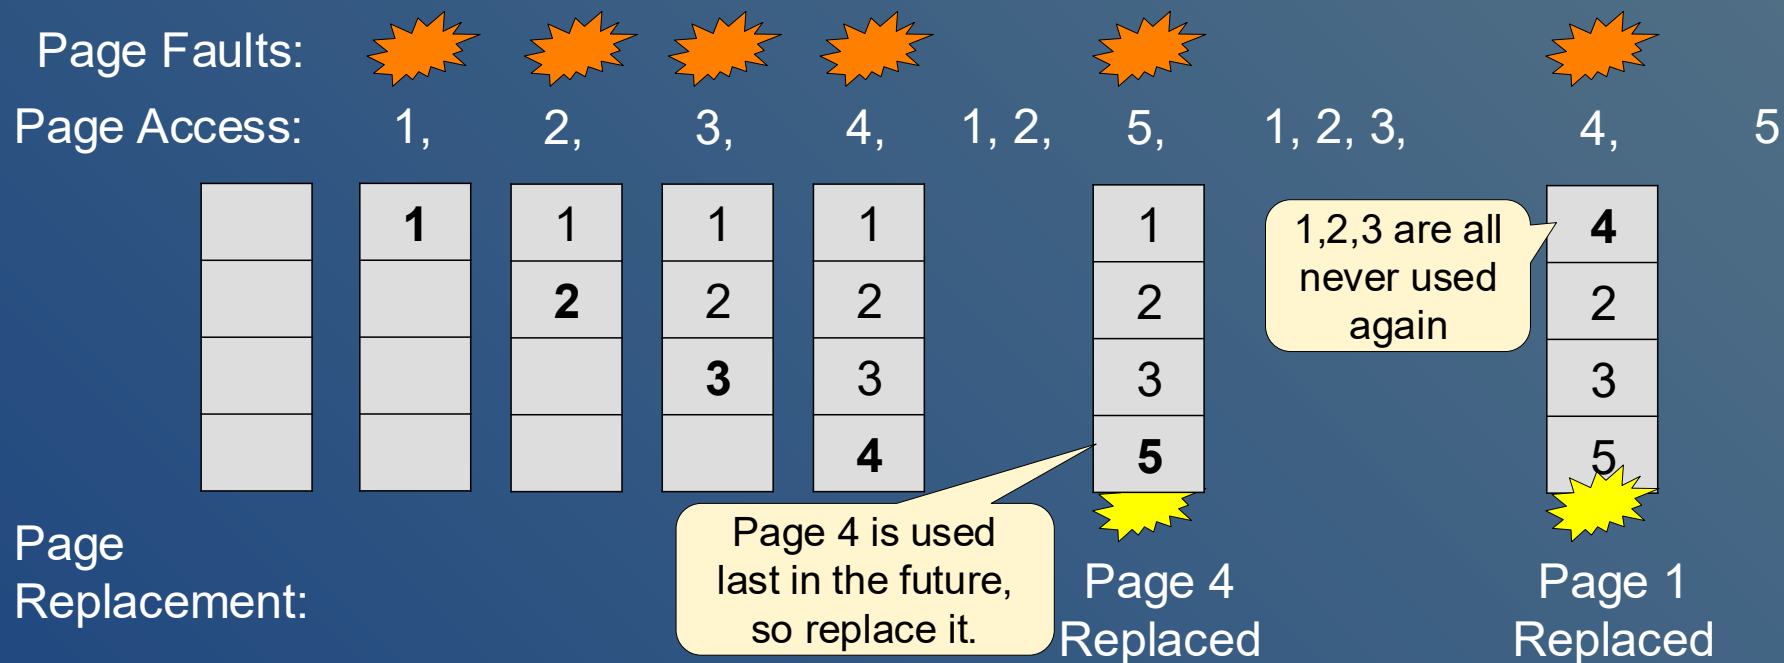 Page Faults:
Page Access: 1, 2, 3, 4, 1, 2, 5, 1, 2, 3, 4, 5
1 1 1 1 1 4
2 2 2 2 2
3 3 3 3
4 5 5
1,2,3 are all
never used
again
Page 4 is used
last in the future,
so replace it.
Page
Replacement:
Page 4
Replaced
Page 1
Replaced